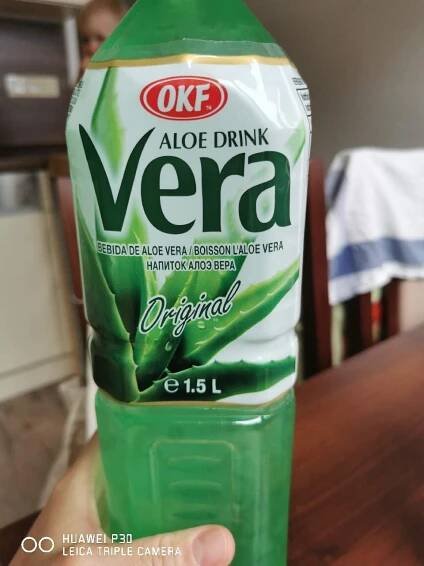 OKF™
ALOE DRINK
Vera
BEBIDA DE ALOE VERA / BOISSON L'ALOE VERA
НАПИТОК АЛОЭ ВЕРА
Original
e 1.5 L
HUAWEI P30
LEICA TRIPLE CAMERA